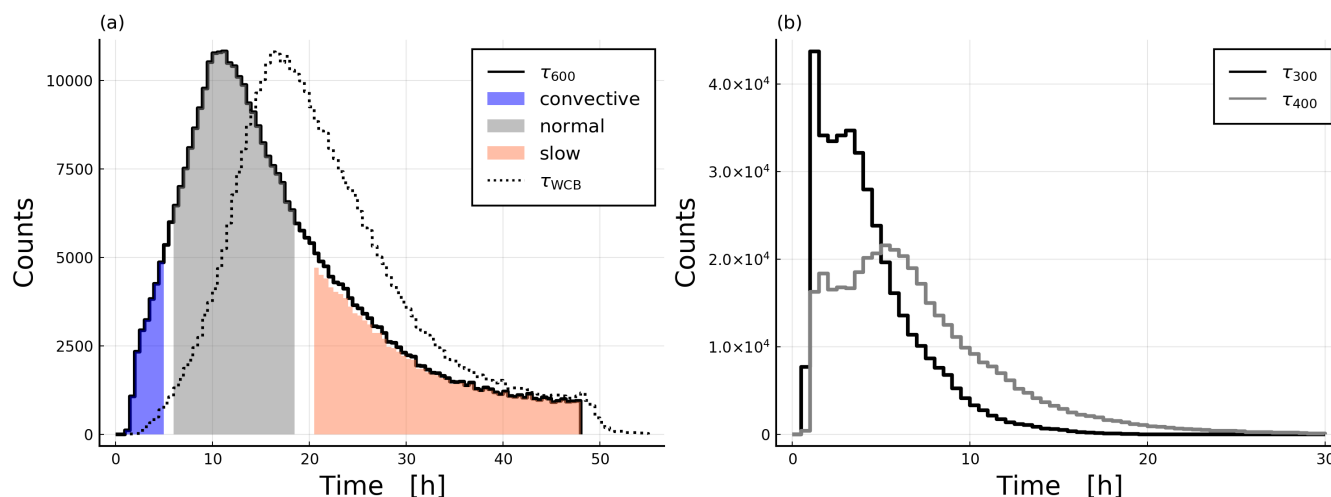 (a)
τ600
convective
normal
slow
τWCB
10000
7500
5000
2500
0
Counts
0 10 20 30 40 50
Time [h]
(b)
τ300
τ400
4.0×10⁴
3.0×10⁴
2.0×10⁴
1.0×10⁴
0
Counts
0 10 20 30
Time [h]